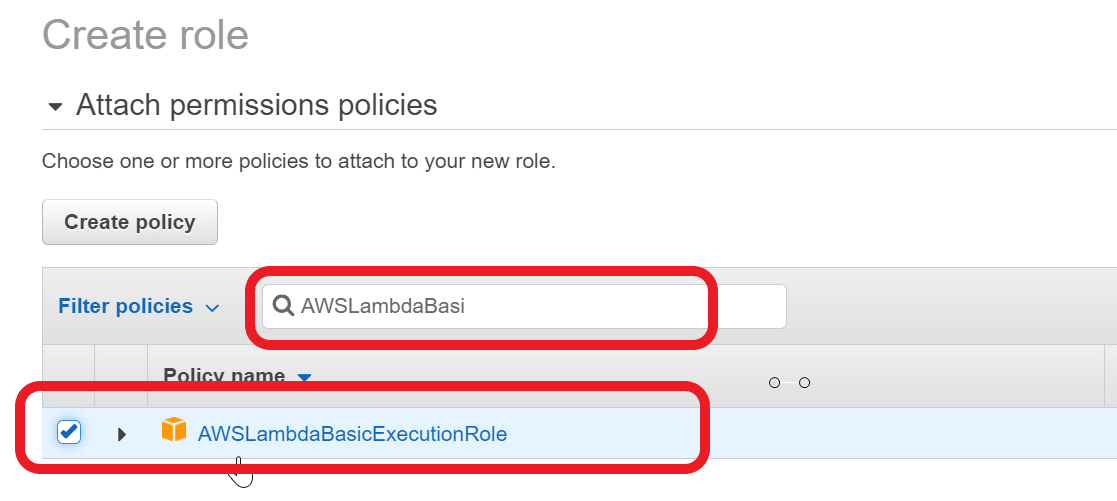 Create role
Attach permissions policies
Choose one or more policies to attach to your new role.
Create policy
Filter policies AWSLambdaBasi
Policy name
AWSLambdaBasicExecutionRole